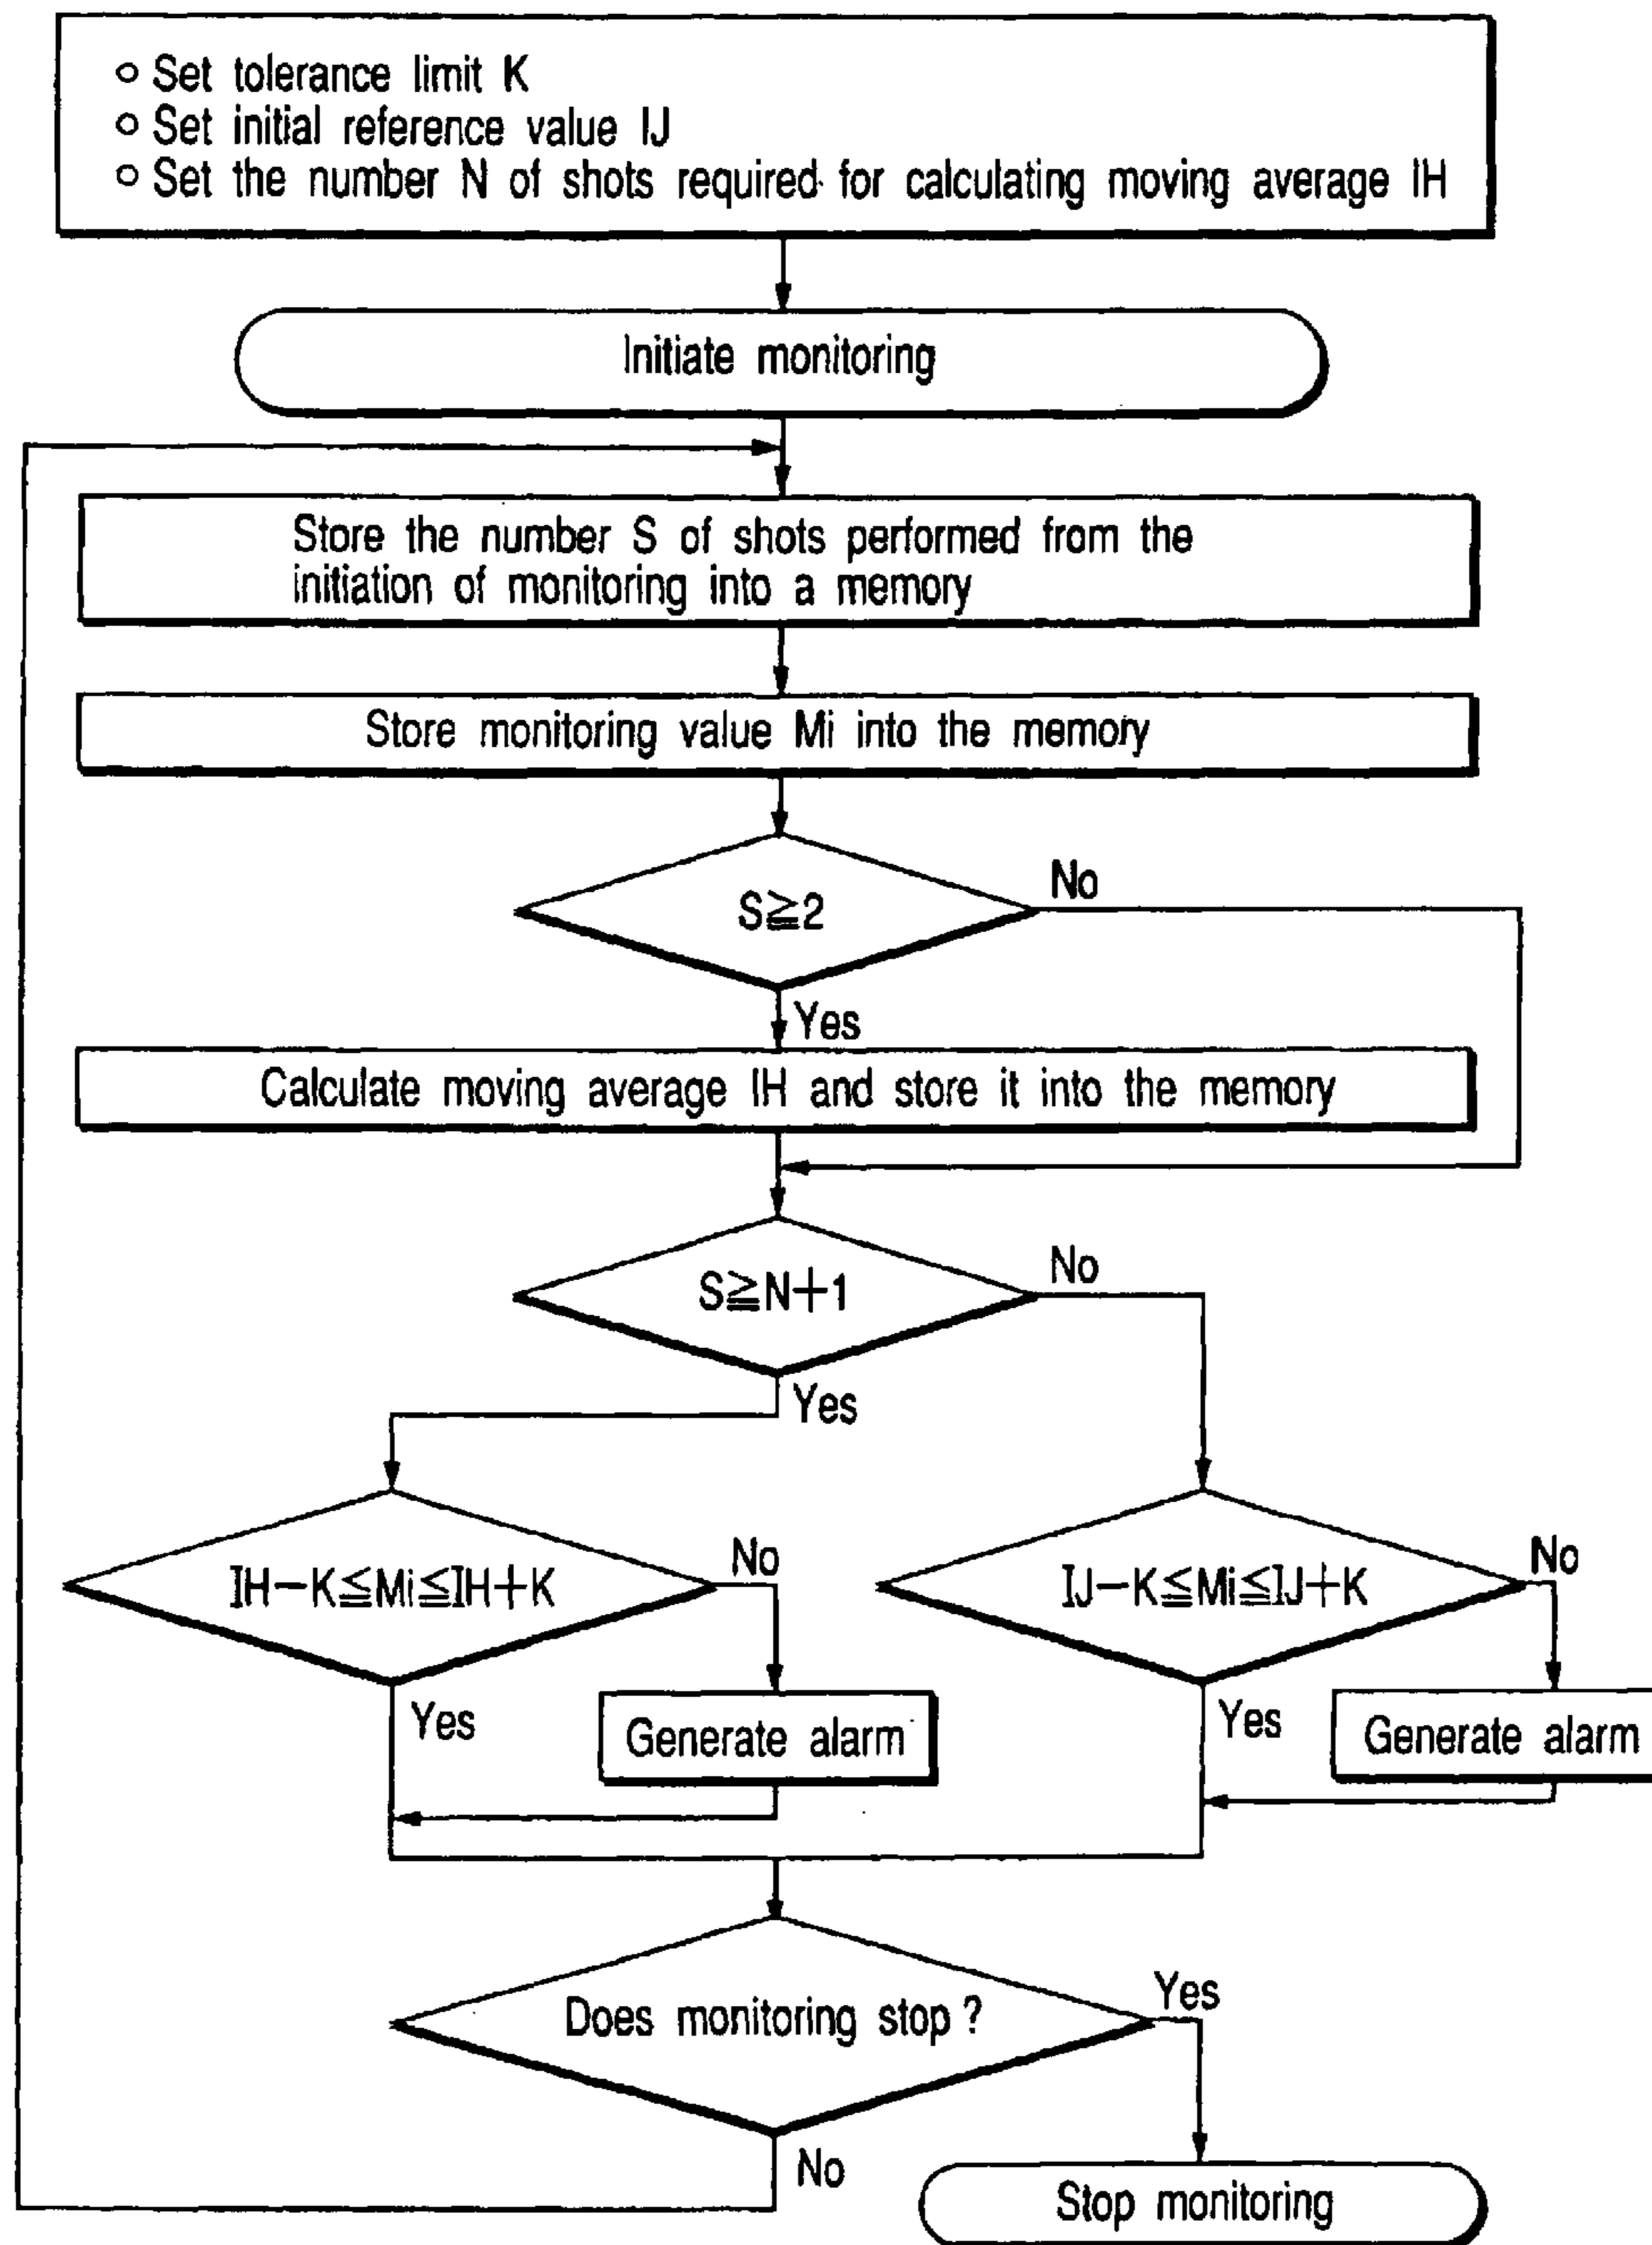 ○ Set tolerance limit K
○ Set initial reference value IJ
○ Set the number N of shots required for calculating moving average IH
Initiate monitoring
Store the number S of shots performed from the
initiation of monitoring into a memory
Store monitoring value Mi into the memory
S≧2
No
Yes
Calculate moving average IH and store it into the memory
S≧N+1
No
Yes
IH−K≦Mi≦IH+K
No
IJ−K≦Mi≦IJ+K
No
Yes
Generate alarm
Yes
Generate alarm
Does monitoring stop?
Yes
No
Stop monitoring